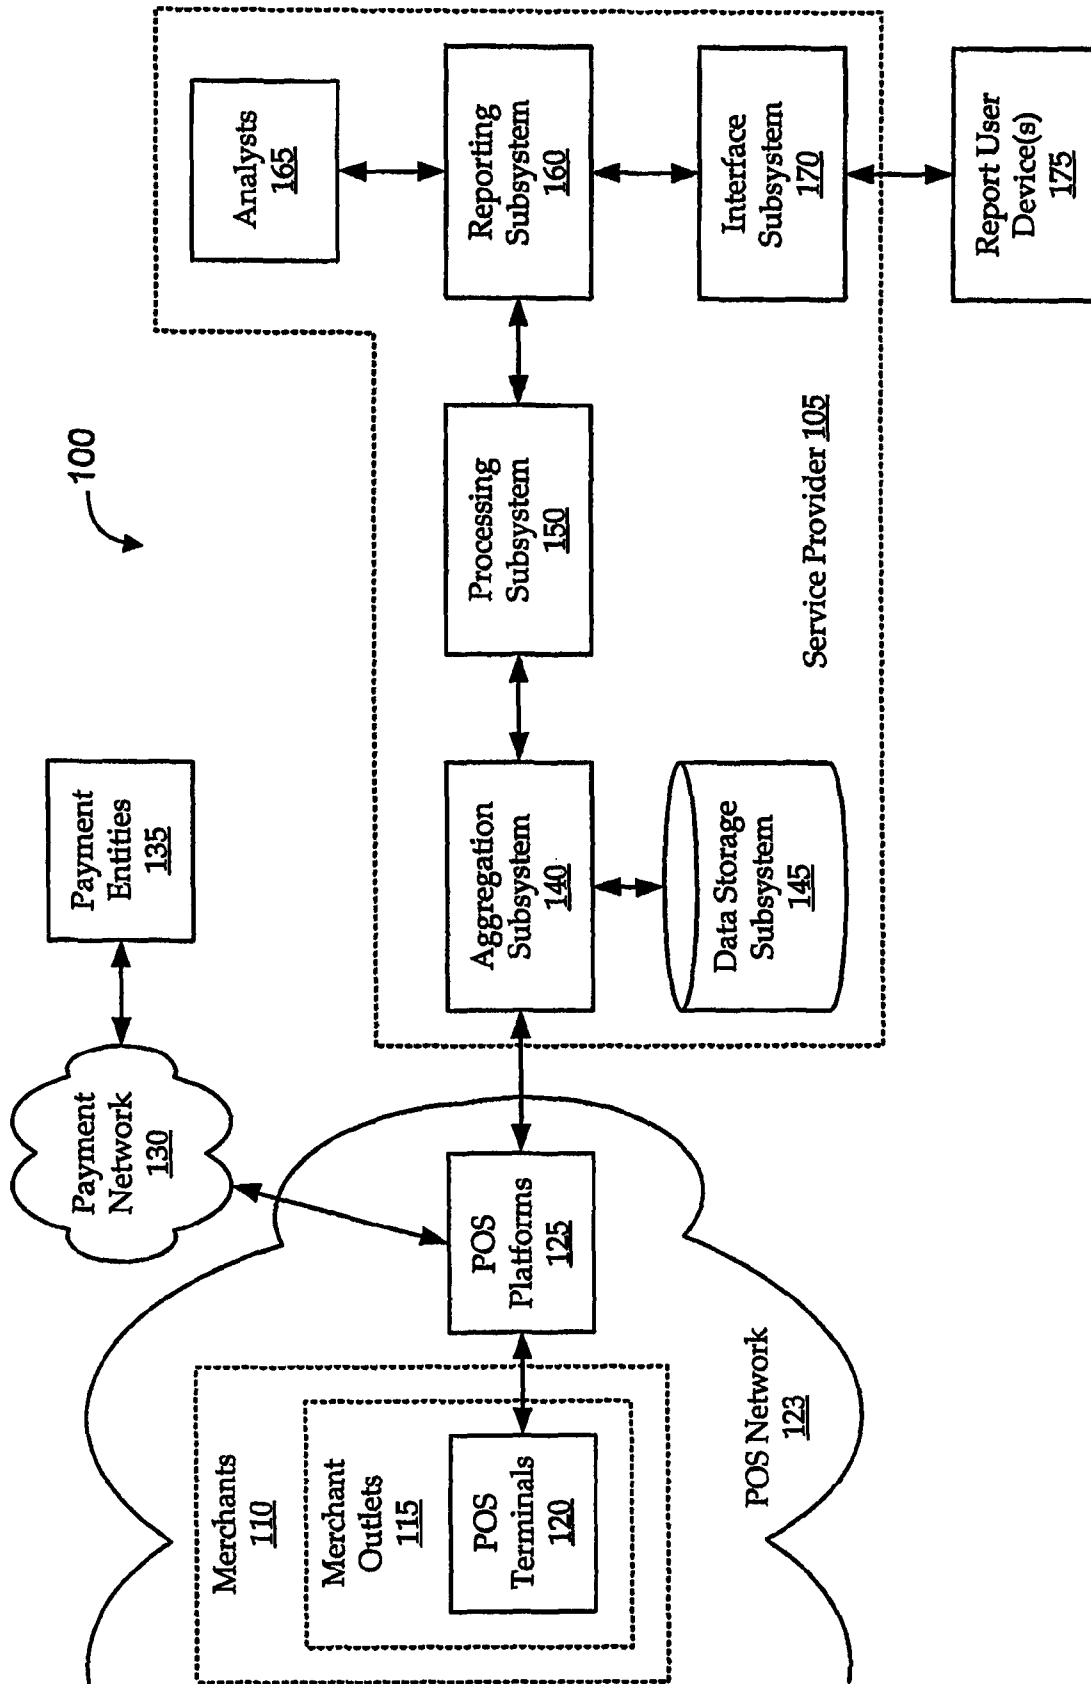 100
Payment
Network
130
Payment
Entities
135
Merchants
110
Merchant
Outlets
115
POS
Terminals
120
POS
Platforms
125
POS Network
123
Aggregation
Subsystem
140
Data Storage
Subsystem
145
Processing
Subsystem
150
Analysts
165
Reporting
Subsystem
160
Interface
Subsystem
170
Service Provider 105
Report User
Device(s)
175